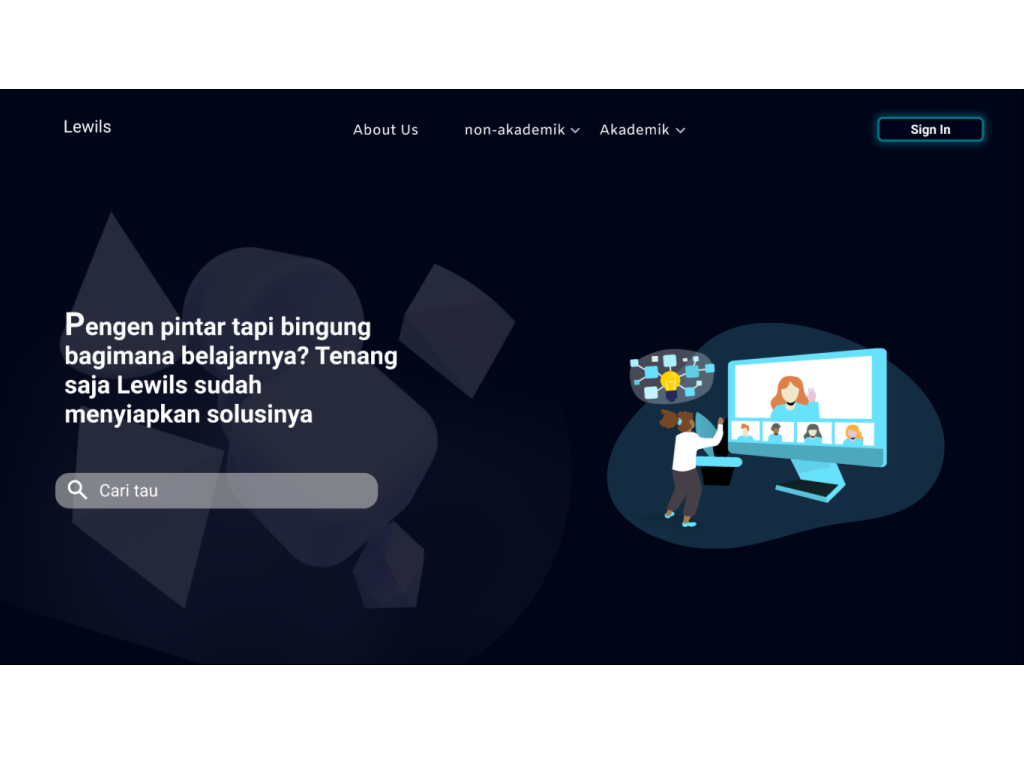 Lewils
About Us
non-akademik
Akademik
Sign In
Pengen pintar tapi bingung
bagimana belajarnya? Tenang
saja Lewils sudah
menyiapkan solusinya
Cari tau